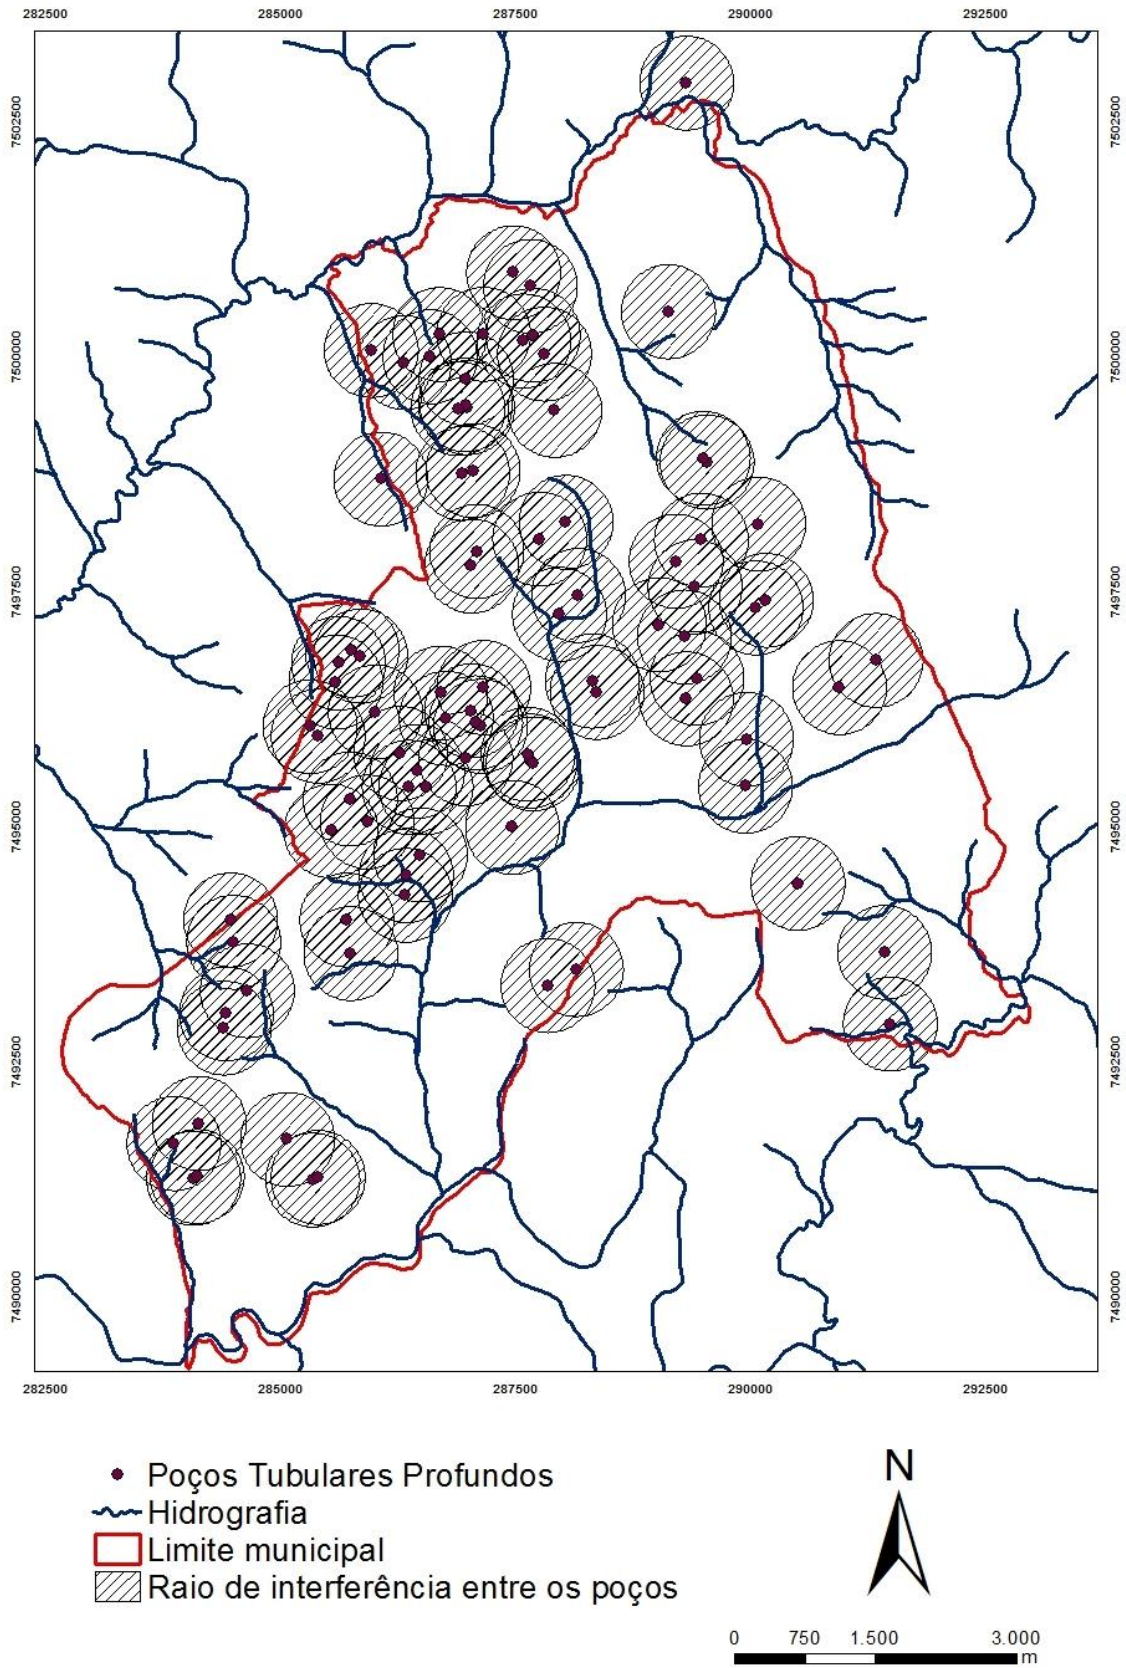 282500 285000 287500 290000 292500
7502500 7502500
7500000 7500000
7497500 7497500
7495000 7495000
7492500 7492500
7490000 7490000
282500 285000 287500 290000 292500
Poços Tubulares Profundos
Hidrografia
Limite municipal
Raio de interferência entre os poços
N
0 750 1.500 3.000
m